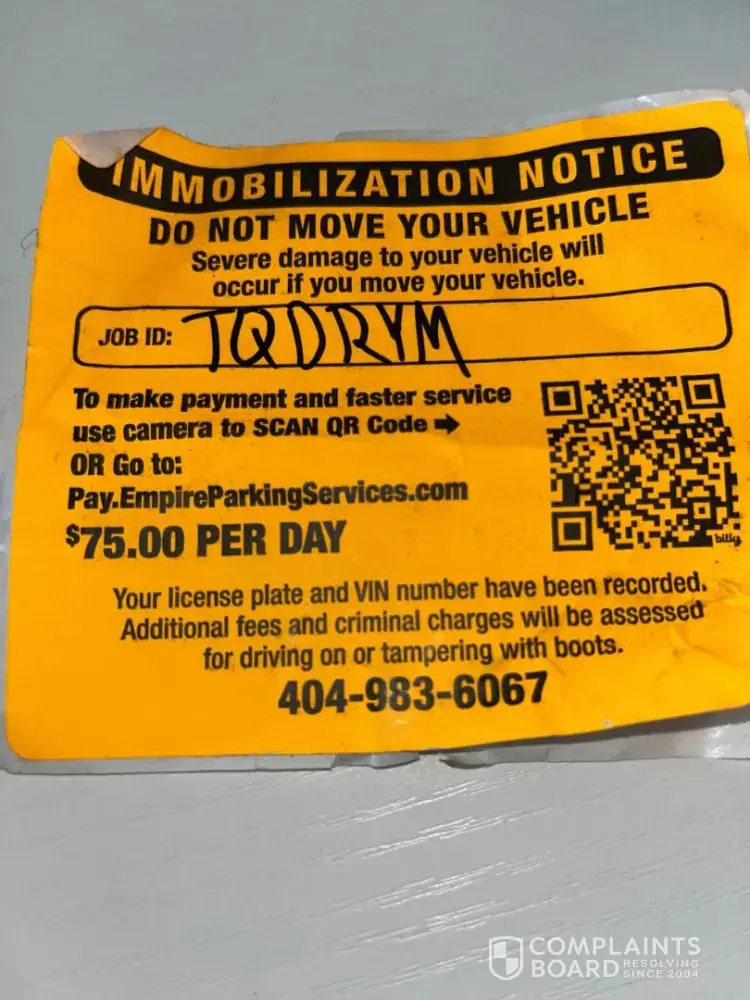 IMMOBILIZATION NOTICE
DO NOT MOVE YOUR VEHICLE
Severe damage to your vehicle will
occur if you move your vehicle.
JOB ID: TQDRYM
To make payment and faster service
use camera to SCAN QR Code ➡
OR Go to:
Pay.EmpireParkingServices.com
$75.00 PER DAY
billy
Your license plate and VIN number have been recorded.
Additional fees and criminal charges will be assessed
for driving on or tampering with boots.
404-983-6067
COMPLAINTS
BOARD RESOLVING
SINCE 2004